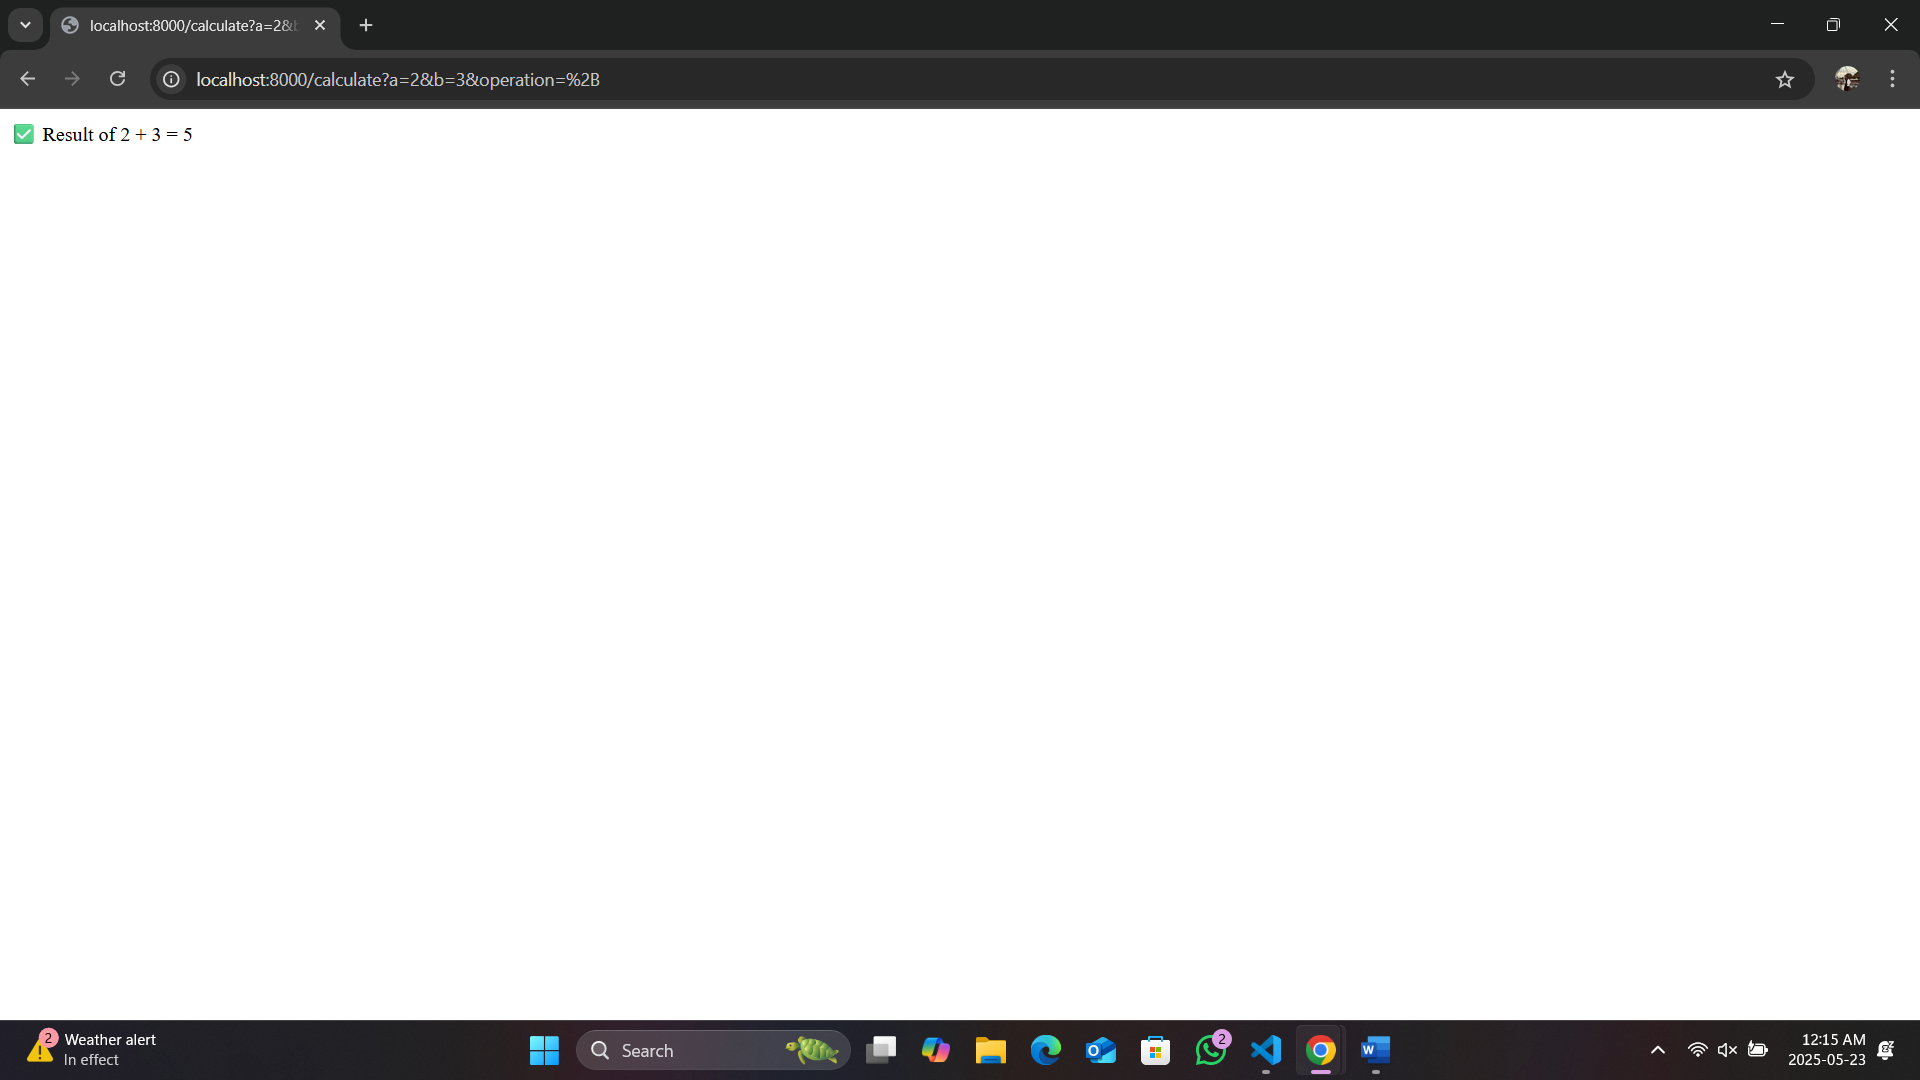 localhost:8000/calculate?a=2&
localhost:8000/calculate?a=2&b=3&operation=%2B
✅ Result of 2 + 3 = 5
2
Weather alert
In effect
Search
2
12:15 AM
2025-05-23